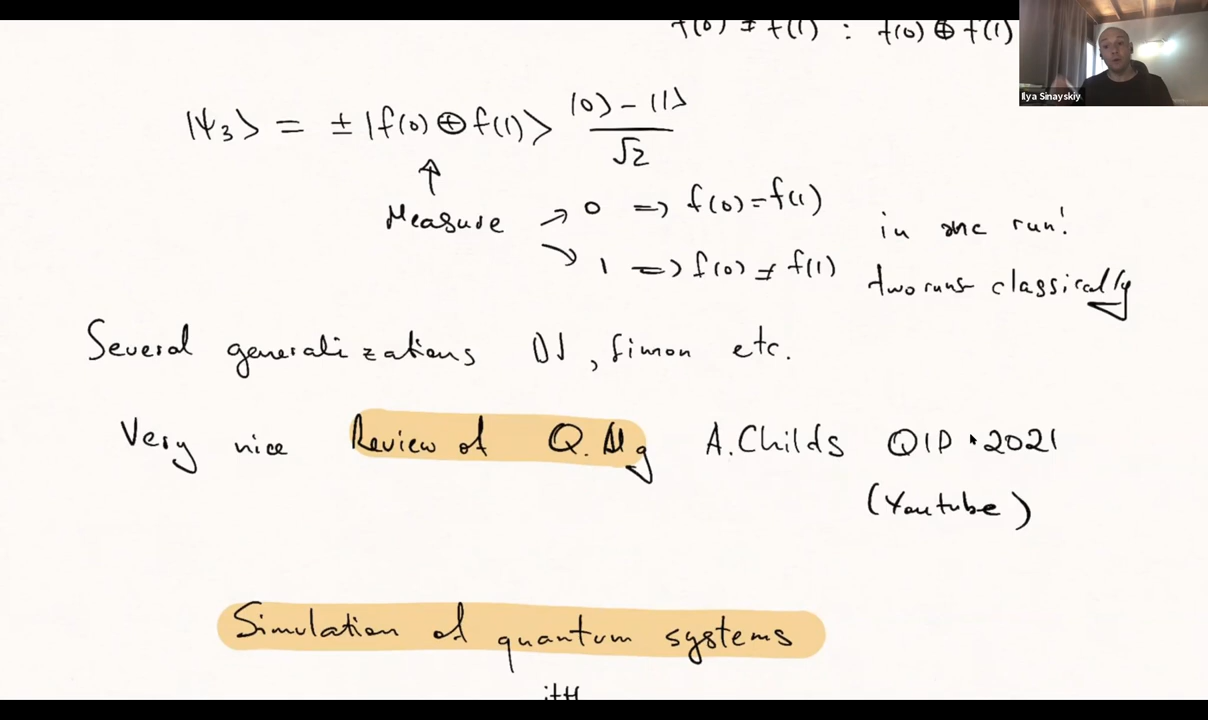 f(0) ≠ f(1) : f(0) ⊕ f(1)
Ilya Sinayskiy
|ψ₃⟩ = ± |f(0) ⊕ f(1)⟩ (|0⟩ - |1⟩)/√2
↑
Measure → 0 => f(0) = f(1)
→ 1 => f(0) ≠ f(1)
in one run!
two runs classically
Several generalizations DJ, Simon etc.
Very nice Review of Q. Alg A. Childs QIP • 2021
(Youtube)
Simulation of quantum systems